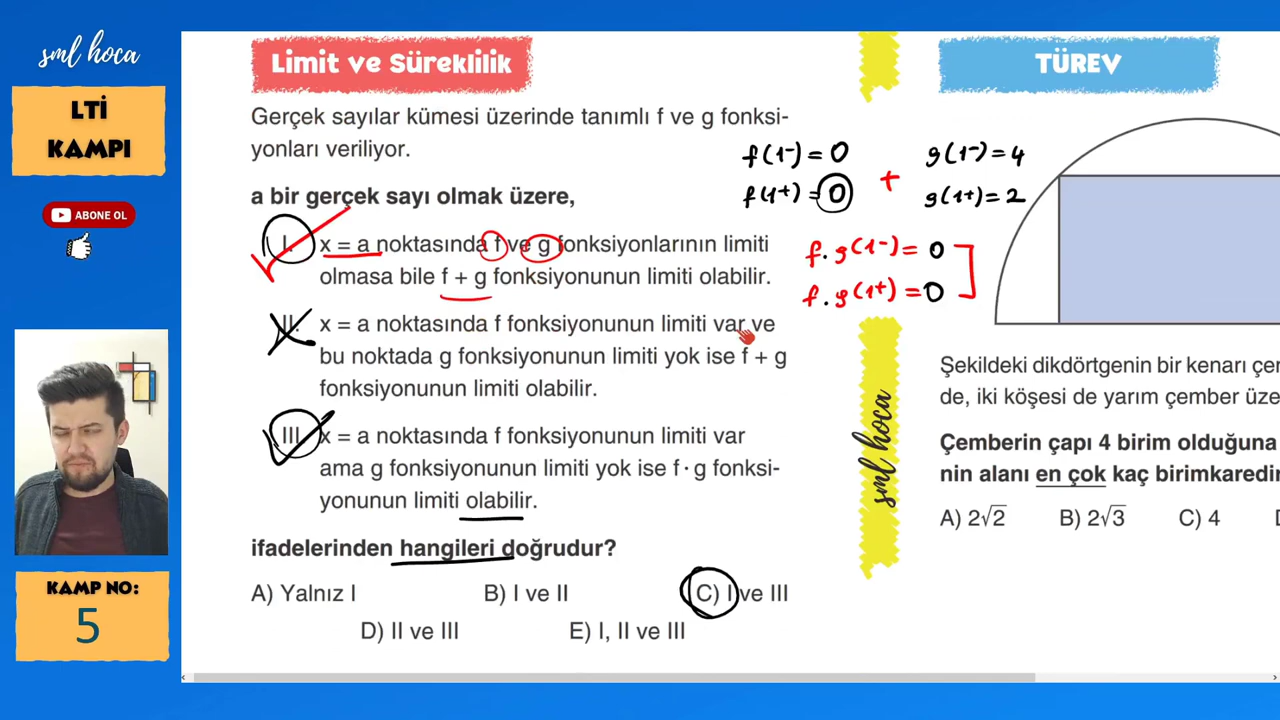 sml hoca
LTİ
KAMPI
ABONE OL
KAMP NO:
5
Limit ve Süreklilik
Gerçek sayılar kümesi üzerinde tanımlı f ve g fonksi-
yonları veriliyor.
a bir gerçek sayı olmak üzere,
I. x = a noktasında f ve g fonksiyonlarının limiti
olmasa bile f + g fonksiyonunun limiti olabilir.
II. x = a noktasında f fonksiyonunun limiti var ve
bu noktada g fonksiyonunun limiti yok ise f + g
fonksiyonunun limiti olabilir.
III. x = a noktasında f fonksiyonunun limiti var
ama g fonksiyonunun limiti yok ise f · g fonksi-
yonunun limiti olabilir.
ifadelerinden hangileri doğrudur?
A) Yalnız I B) I ve II C) I ve III
D) II ve III E) I, II ve III
f(1⁻) = 0 + g(1⁻) = 4
f(1⁺) = 0 g(1⁺) = 2
f.g(1⁻) = 0
f.g(1⁺) = 0
sml hoca
TÜREV
Şekildeki dikdörtgenin bir kenarı çe
de, iki köşesi de yarım çember üze
Çemberin çapı 4 birim olduğuna
nin alanı en çok kaç birimkaredir
A) 2√2 B) 2√3 C) 4